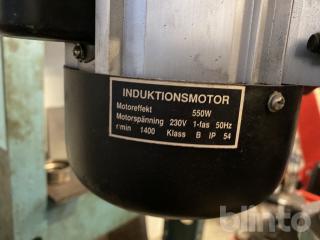 INDUKTIONSMOTOR
Motoreffekt 550W
Motorspänning 230V 1-fas 50Hz
r/min 1400 Klass B IP 54
blinto